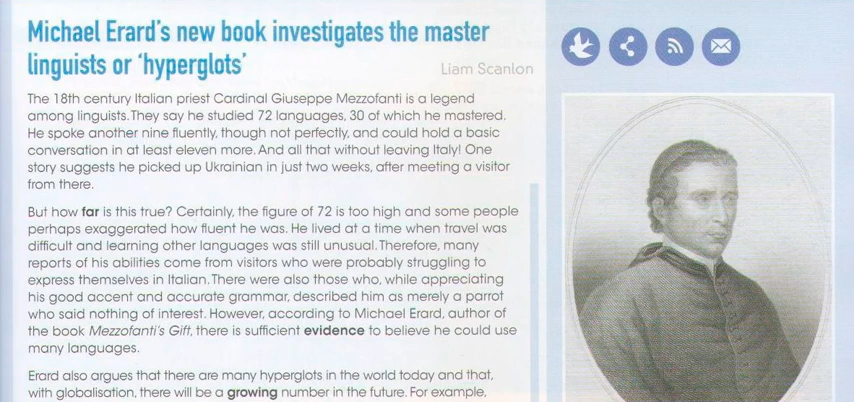 Michael Erard's new book investigates the master
linguists or 'hyperglots'
Liam Scanlon
The 18th century Italian priest Cardinal Giuseppe Mezzofanti is a legend
among linguists. They say he studied 72 languages, 30 of which he mastered.
He spoke another nine fluently, though not perfectly, and could hold a basic
conversation in at least eleven more. And all that without leaving Italy! One
story suggests he picked up Ukrainian in just two weeks, after meeting a visitor
from there.
But how far is this true? Certainly, the figure of 72 is too high and some people
perhaps exaggerated how fluent he was. He lived at a time when travel was
difficult and learning other languages was still unusual. Therefore, many
reports of his abilities come from visitors who were probably struggling to
express themselves in Italian. There were also those who, while appreciating
his good accent and accurate grammar, described him as merely a parrot
who said nothing of interest. However, according to Michael Erard, author of
the book Mezzofanti's Gift, there is sufficient evidence to believe he could use
many languages.
Erard also argues that there are many hyperglots in the world today and that,
with globalisation, there will be a growing number in the future. For example,